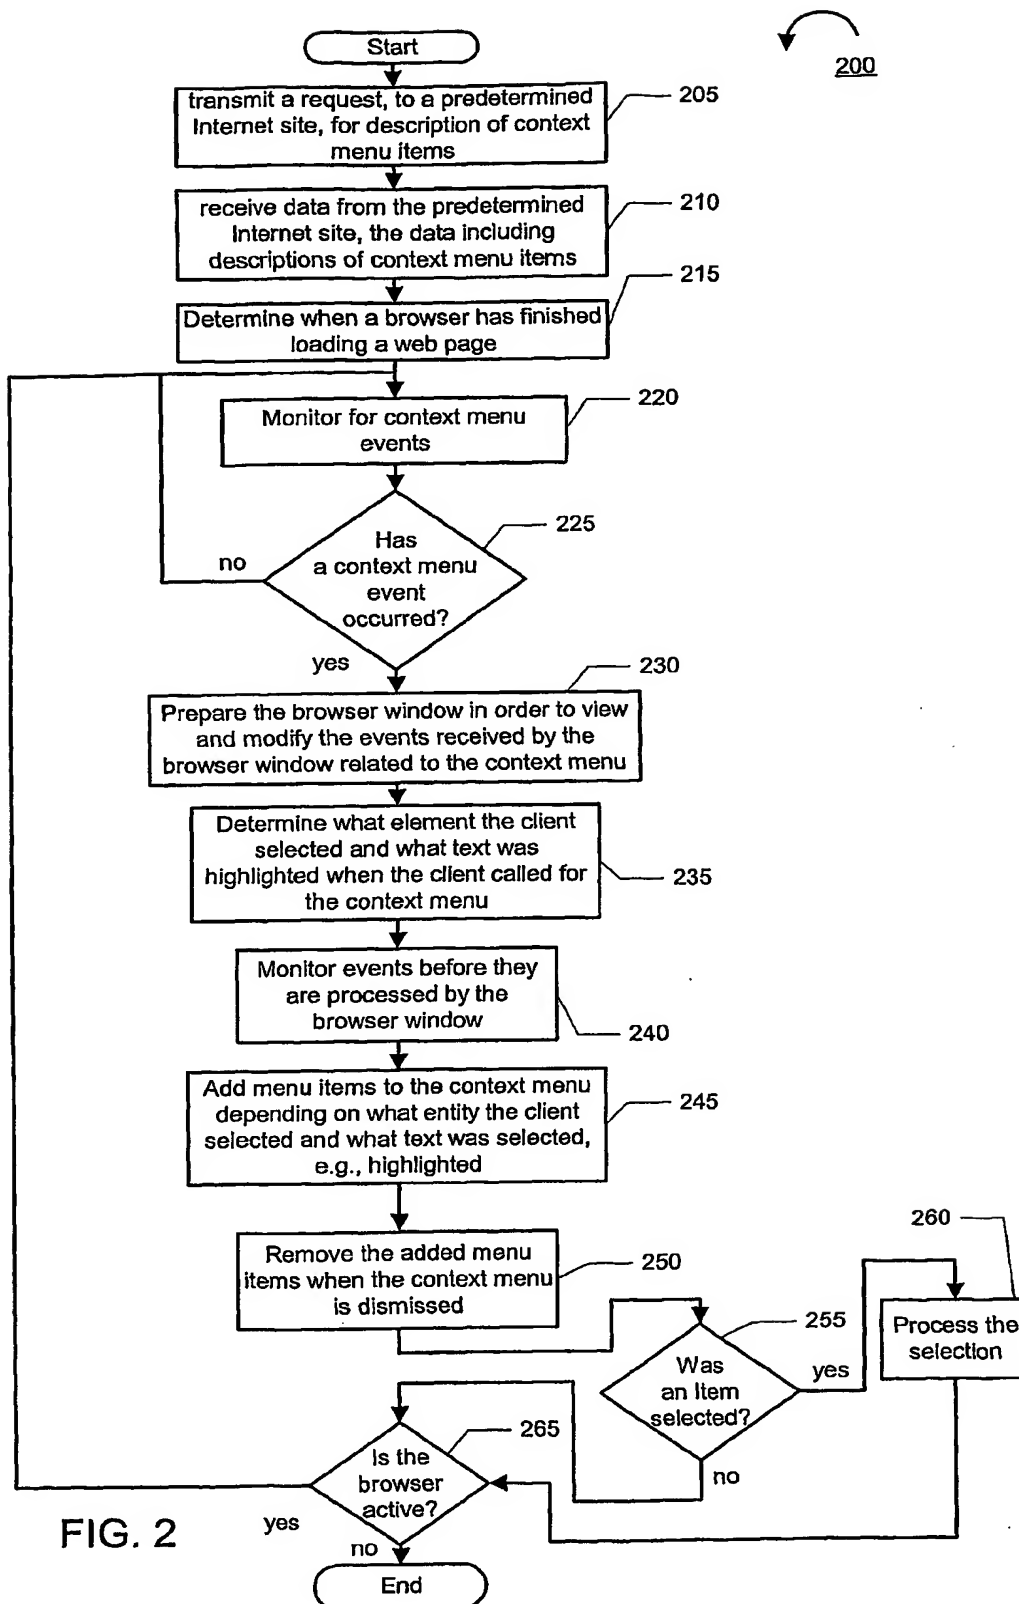 Start
200
transmit a request, to a predetermined
Internet site, for description of context
menu items
205
receive data from the predetermined
Internet site, the data including
descriptions of context menu items
210
215
Determine when a browser has finished
loading a web page
220
Monitor for context menu
events
225
Has
a context menu
event
occurred?
no
yes
230
Prepare the browser window in order to view
and modify the events received by the
browser window related to the context menu
Determine what element the client
selected and what text was
highlighted when the client called for
the context menu
235
Monitor events before they
are processed by the
browser window
240
Add menu items to the context menu
depending on what entity the client
selected and what text was selected,
e.g., highlighted
245
Remove the added menu
items when the context menu
is dismissed
250
255
Was
an Item
selected?
yes
no
260
Process the
selection
265
Is the
browser
active?
yes
no
End
FIG. 2